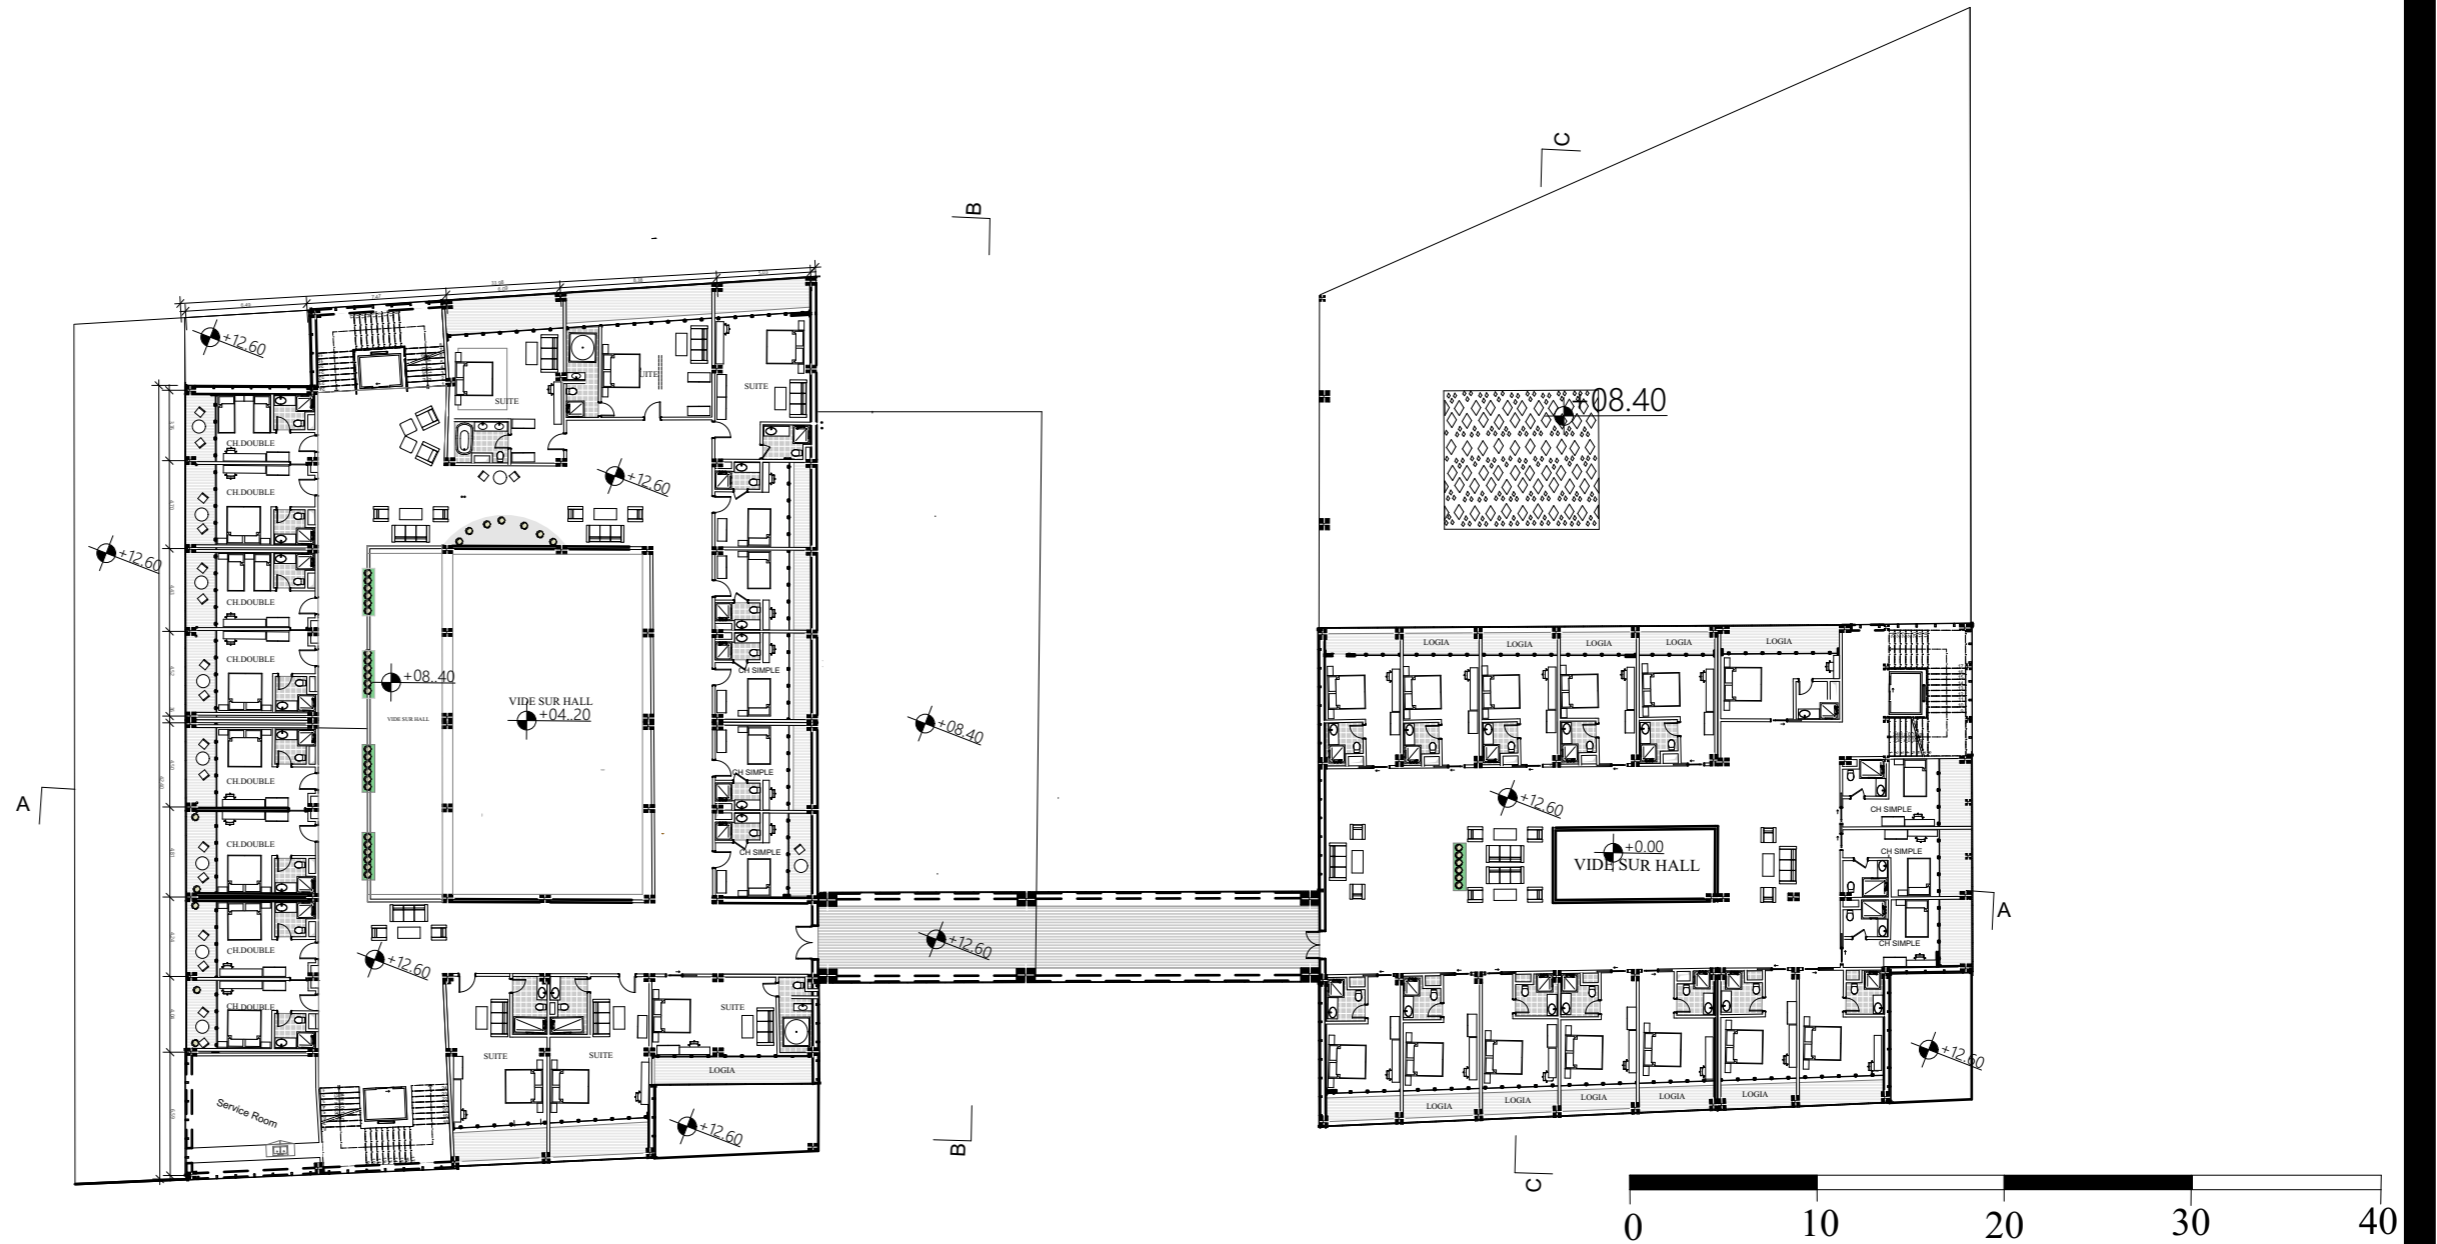 C
B
+12.60
SUITE
SUITE
SUITE
+08.40
CH.DOUBLE
+12.60
CH.DOUBLE
+12.60
CH.DOUBLE
CH.DOUBLE
LOGIA
LOGIA
LOGIA
LOGIA
LOGIA
CH SIMPLE
+08..40
VIDE SUR HALL
+04..20
VIDE SUR HALL
+08.40
CH.DOUBLE
CH SIMPLE
A
+12.60
CH SIMPLE
CH.DOUBLE
CH SIMPLE
+0.00
VIDE SUR HALL
CH SIMPLE
A
CH.DOUBLE
+12.60
+12.60
CH SIMPLE
CH.DOUBLE
SUITE
SUITE
SUITE
LOGIA
+12.60
Service Room
+12.60
LOGIA
LOGIA
LOGIA
LOGIA
LOGIA
B
C
0
10
20
30
40